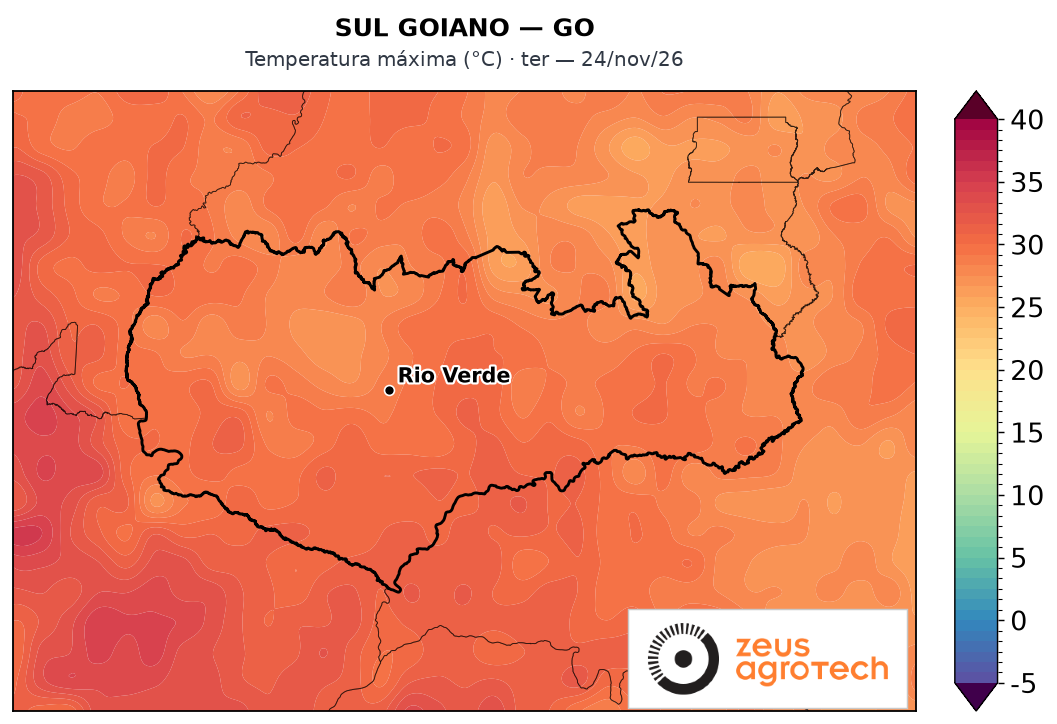 SUL GOIANO — GO
Temperatura máxima (°C) · ter — 24/nov/26
Rio Verde
40
35
30
25
20
15
10
5
0
-5
zeus
agrotech